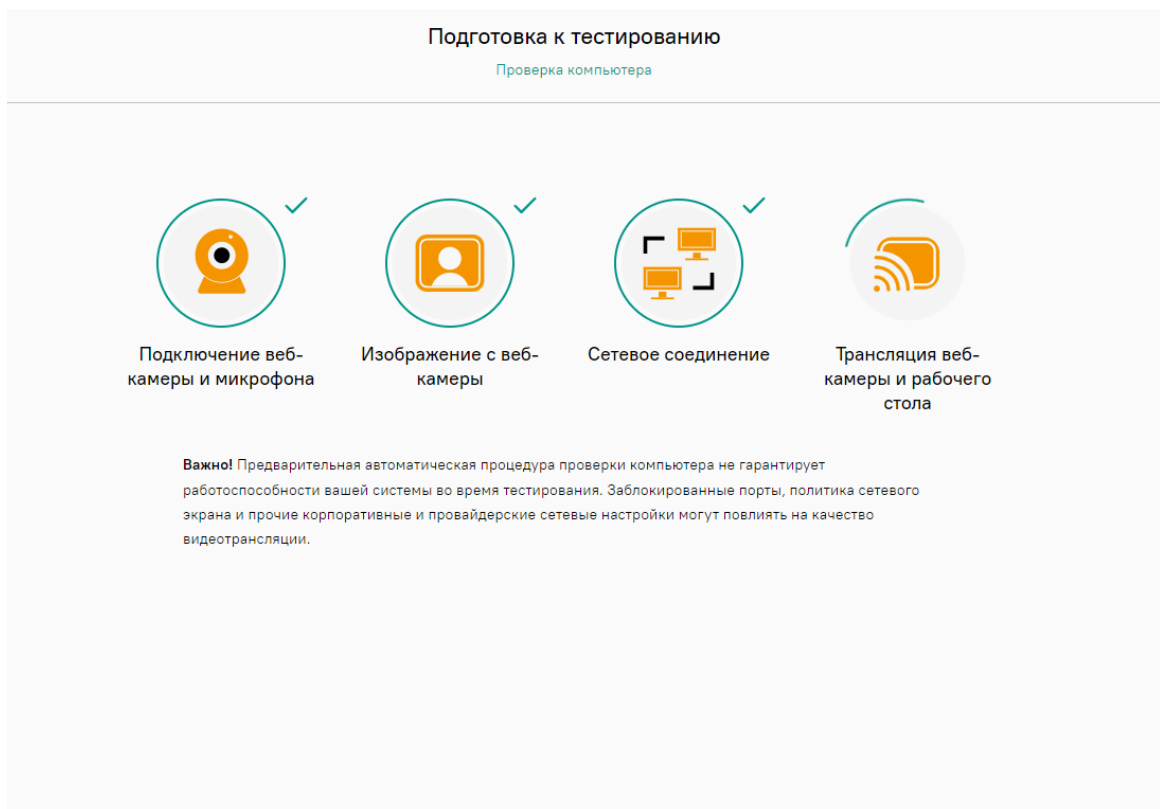 Подготовка к тестированию
Проверка компьютера
Подключение веб-
камеры и микрофона
Изображение с веб-
камеры
Сетевое соединение
Трансляция веб-
камеры и рабочего
стола
Важно! Предварительная автоматическая процедура проверки компьютера не гарантирует
работоспособности вашей системы во время тестирования. Заблокированные порты, политика сетевого
экрана и прочие корпоративные и провайдерские сетевые настройки могут повлиять на качество
видеотрансляции.